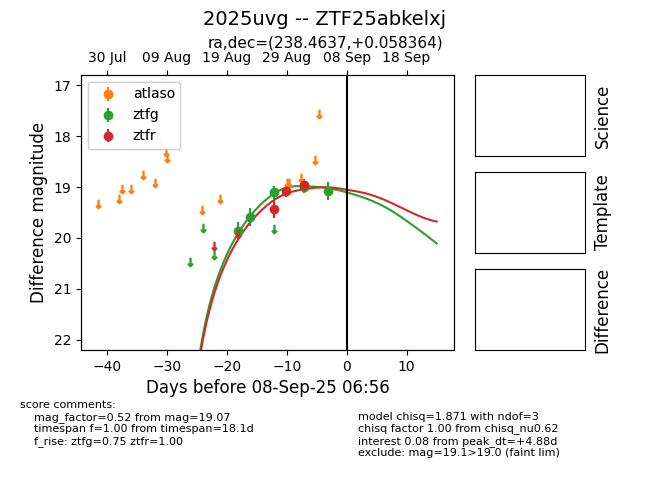 2025uvg -- ZTF25abkelxj
ra,dec=(238.4637,+0.058364)
30 Jul 09 Aug 19 Aug 29 Aug 08 Sep 18 Sep
atlaso
ztfg
ztfr
17
18
19
20
21
22
Difference magnitude
−40 −30 −20 −10 0 10
Days before 08-Sep-25 06:56
Science
Template
Difference
score comments:
mag_factor=0.52 from mag=19.07
timespan f=1.00 from timespan=18.1d
f_rise: ztfg=0.75 ztfr=1.00
model chisq=1.871 with ndof=3
chisq factor 1.00 from chisq_nu0.62
interest 0.08 from peak_dt=+4.88d
exclude: mag=19.1>19.0 (faint lim)